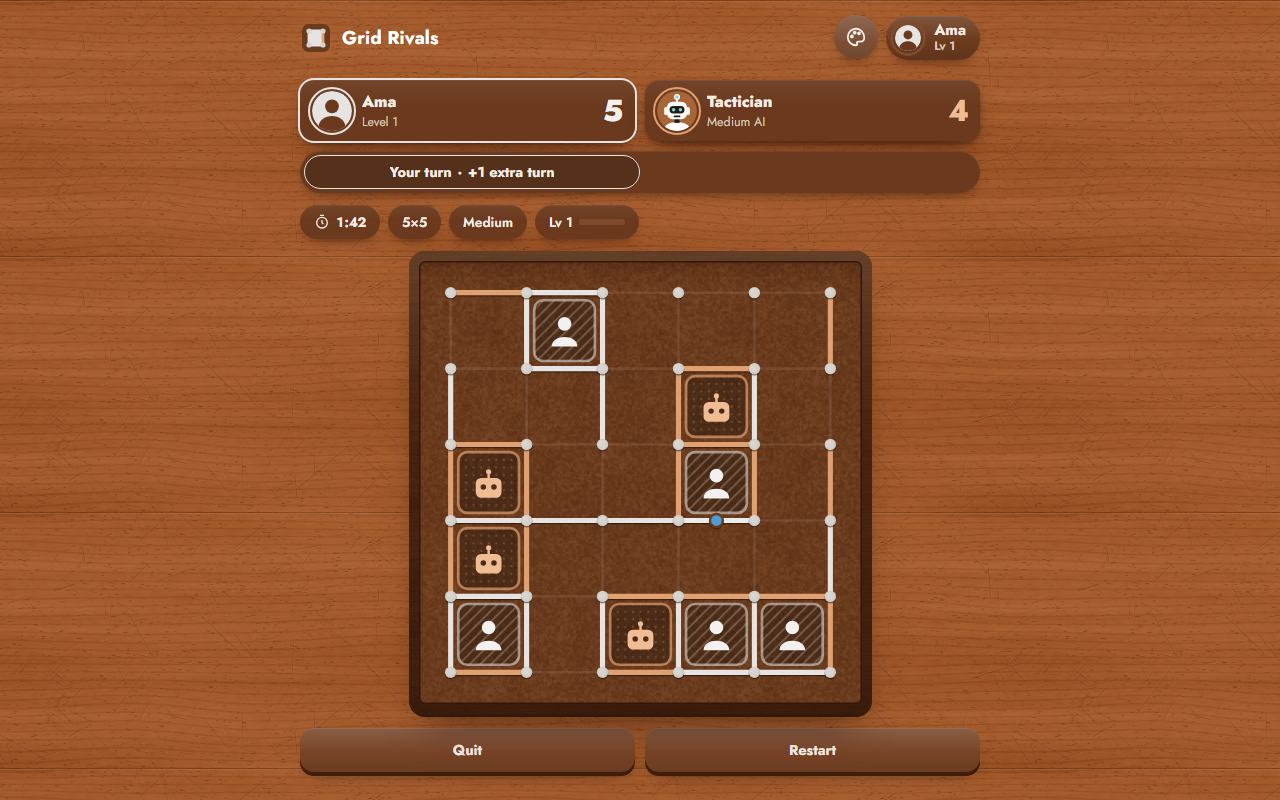 Grid Rivals
Ama
Lv 1
Ama
Level 1
5
Tactician
Medium AI
4
Your turn · +1 extra turn
1:42
5×5
Medium
Lv 1
Quit
Restart